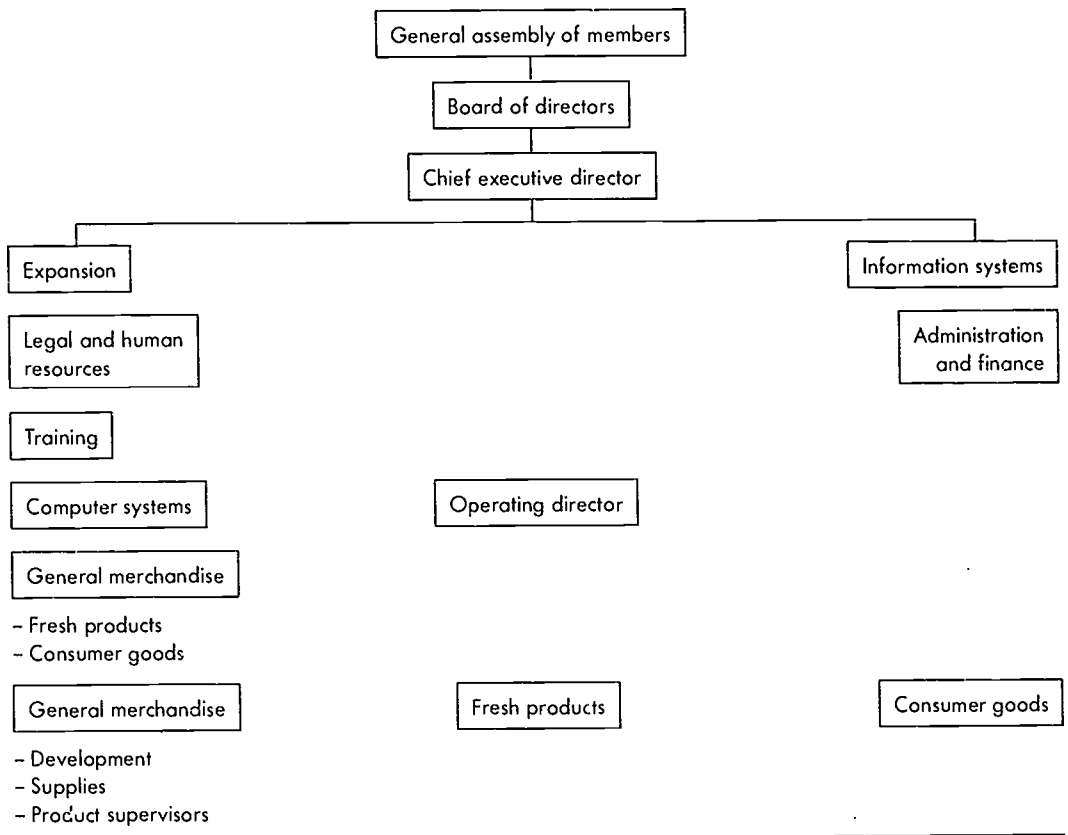 General assembly of members
Board of directors
Chief executive director
Expansion
Information systems
Legal and human
resources
Administration
and finance
Training
Computer systems
Operating director
General merchandise
– Fresh products
– Consumer goods
General merchandise
Fresh products
Consumer goods
– Development
– Supplies
– Product supervisors